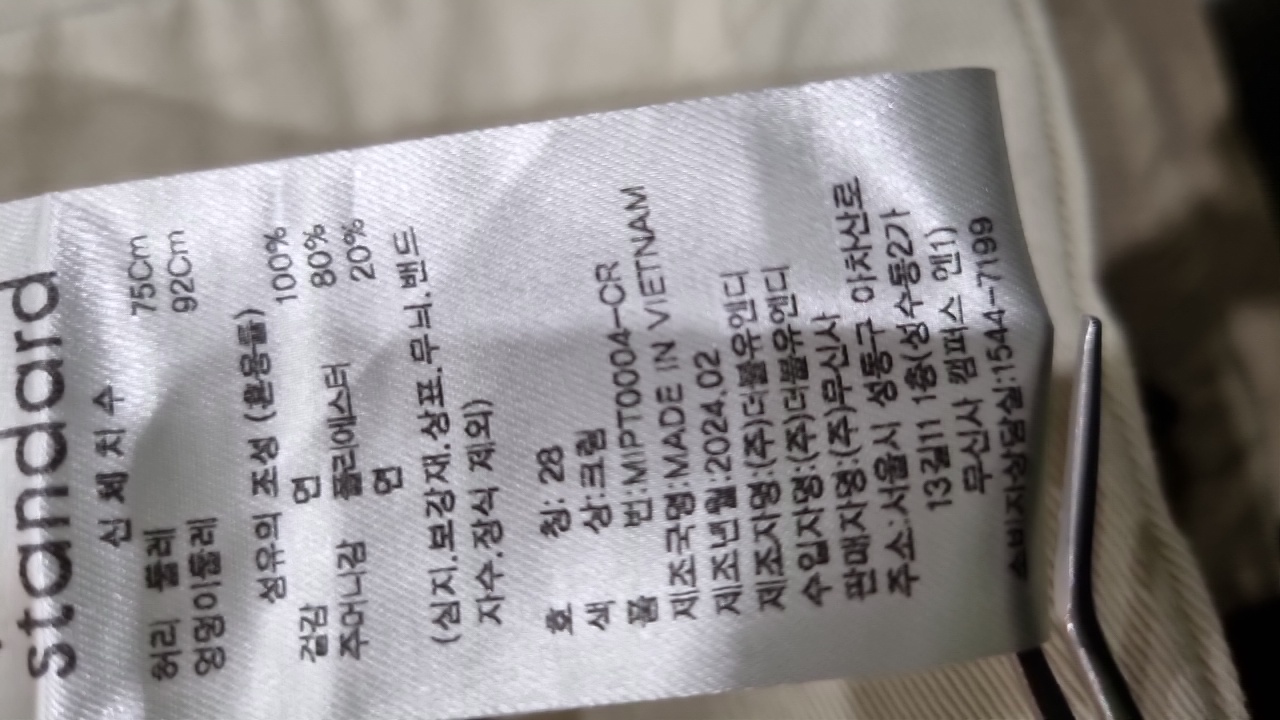 standard
신 체 치 수
허리 둘레 75Cm
엉덩이둘레 92Cm
섬유의 조성 (혼용률)
겉감 면 100%
주머니감 폴리에스터 80%
면 20%
(심지.보강재.상표.무늬.밴드
자수.장식 제외)
호 칭: 28
색 상:크림
품 번:MIPT0004-CR
제조국명:MADE IN VIETNAM
제조년월:2024.02
제조자명:(주)더블유엔디
수입자명:(주)더블유엔디
판매자명:(주)무신사
주소:서울시 성동구 아차산로
13길11 1층(성수동2가
무신사 캠퍼스 엔1)
소비자상담실:1544-7199